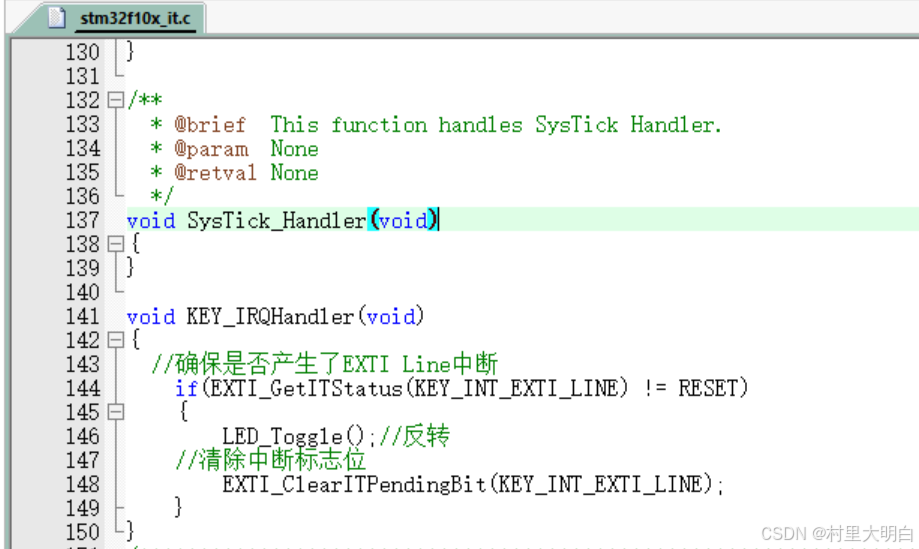 stm32f10x_it.c
130 }
131
132 /**
133   * @brief  This function handles SysTick Handler.
134   * @param  None
135   * @retval None
136   */
137 void SysTick_Handler(void)
138 {
139 }
140
141 void KEY_IRQHandler(void)
142 {
143   //确保是否产生了EXTI Line中断
144     if(EXTI_GetITStatus(KEY_INT_EXTI_LINE) != RESET)
145     {
146         LED_Toggle();//反转
147     //清除中断标志位
148         EXTI_ClearITPendingBit(KEY_INT_EXTI_LINE);
149     }
150 }
CSDN @村里大明白